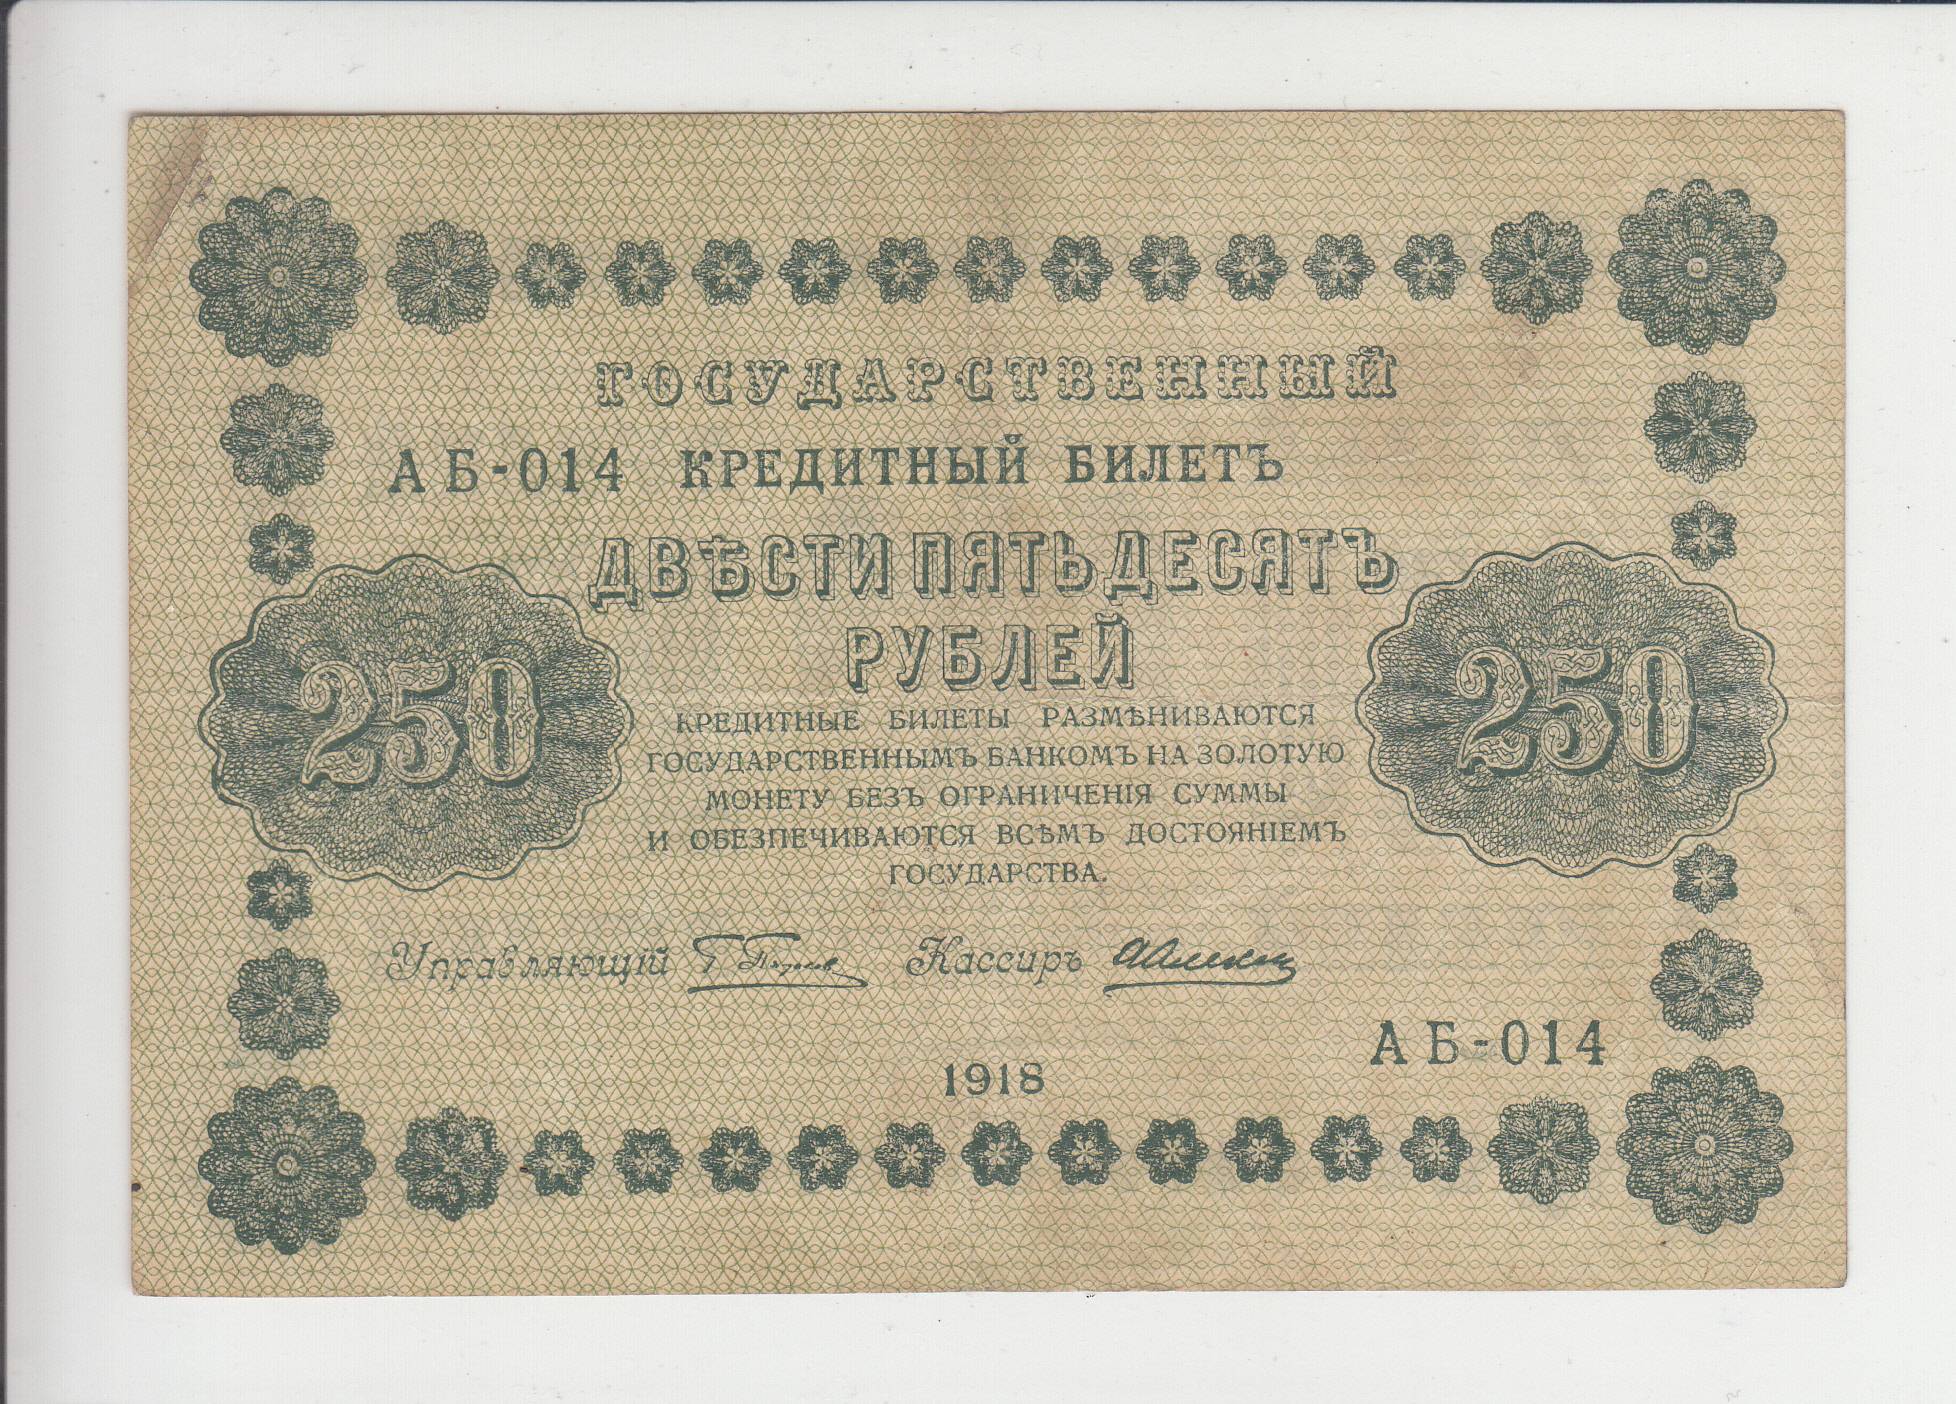 ГОСУДАРСТВЕННЫЙ
АБ-014 КРЕДИТНЫЙ БИЛЕТЪ
ДВѢСТИ ПЯТЬДЕСЯТЪ
РУБЛЕЙ
250 250
КРЕДИТНЫЕ БИЛЕТЫ РАЗМѢНИВАЮТСЯ
ГОСУДАРСТВЕННЫМЪ БАНКОМЪ НА ЗОЛОТУЮ
МОНЕТУ БЕЗЪ ОГРАНИЧЕНІЯ СУММЫ
И ОБЕЗПЕЧИВАЮТСЯ ВСѢМЪ ДОСТОЯНІЕМЪ
ГОСУДАРСТВА.
Управляющій Кассиръ
АБ-014
1918